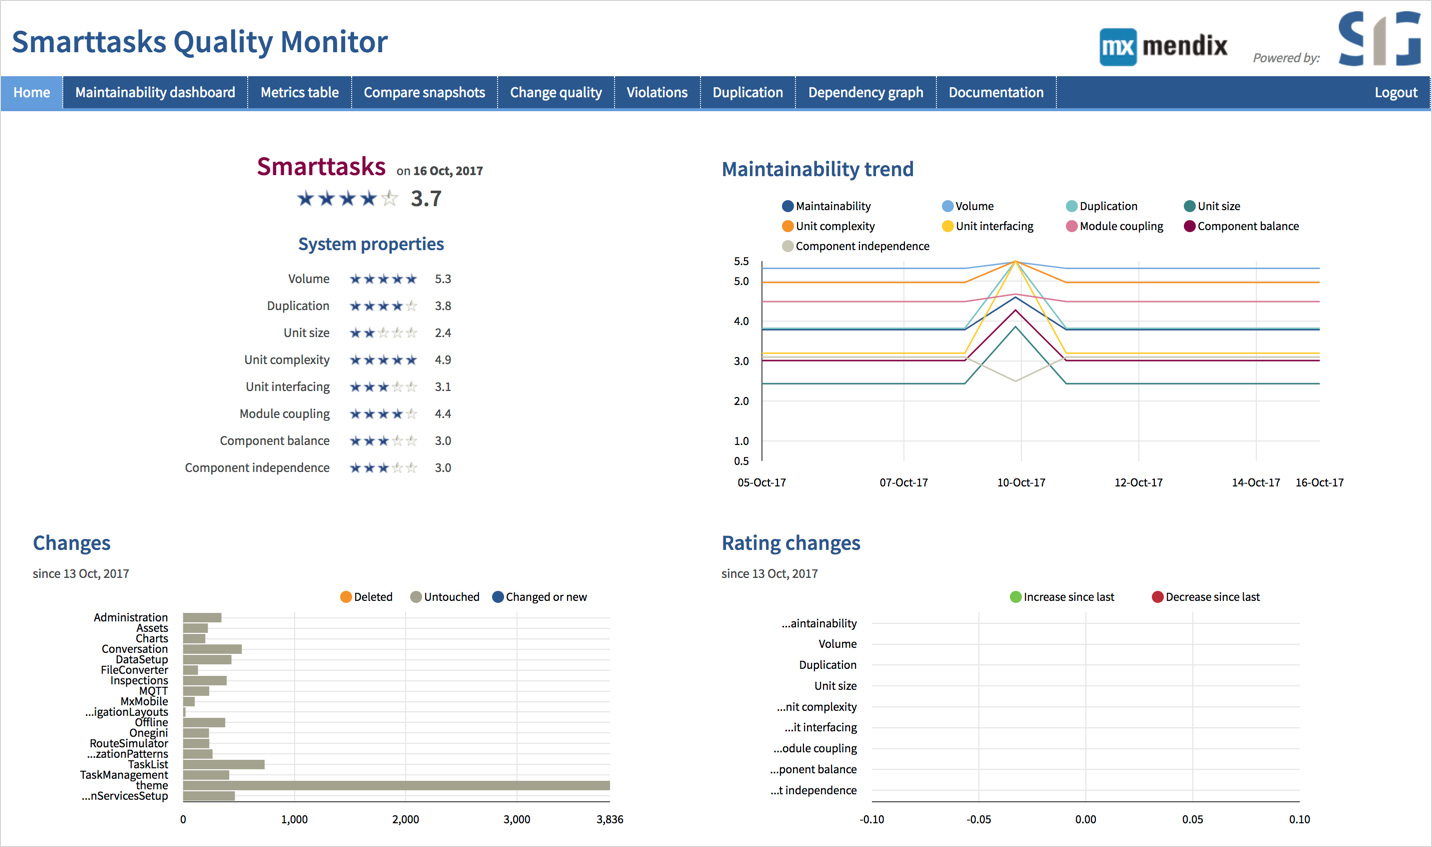 Smarttasks Quality Monitor
mx mendix
Powered by:
SIG
Home Maintainability dashboard Metrics table Compare snapshots Change quality Violations Duplication Dependency graph Documentation Logout
Smarttasks on 16 Oct, 2017
3.7
System properties
Volume 5.3
Duplication 3.8
Unit size 2.4
Unit complexity 4.9
Unit interfacing 3.1
Module coupling 4.4
Component balance 3.0
Component independence 3.0
Maintainability trend
Maintainability Volume Duplication Unit size
Unit complexity Unit interfacing Module coupling Component balance
Component independence
5.5
5.0
4.0
3.0
2.0
1.0
0.5
05-Oct-17 07-Oct-17 10-Oct-17 12-Oct-17 14-Oct-17 16-Oct-17
Changes
since 13 Oct, 2017
Deleted Untouched Changed or new
Administration
Assets
Charts
Conversation
DataSetup
FileConverter
Inspections
MQTT
MxMobile
...igationLayouts
Offline
Onegini
RouteSimulator
...zationPatterns
TaskList
TaskManagement
theme
...nServicesSetup
0 1,000 2,000 3,000 3,836
Rating changes
since 13 Oct, 2017
Increase since last Decrease since last
...aintainability
Volume
Duplication
Unit size
...nit complexity
...it interfacing
...odule coupling
...ponent balance
...t independence
-0.10 -0.05 0.00 0.05 0.10